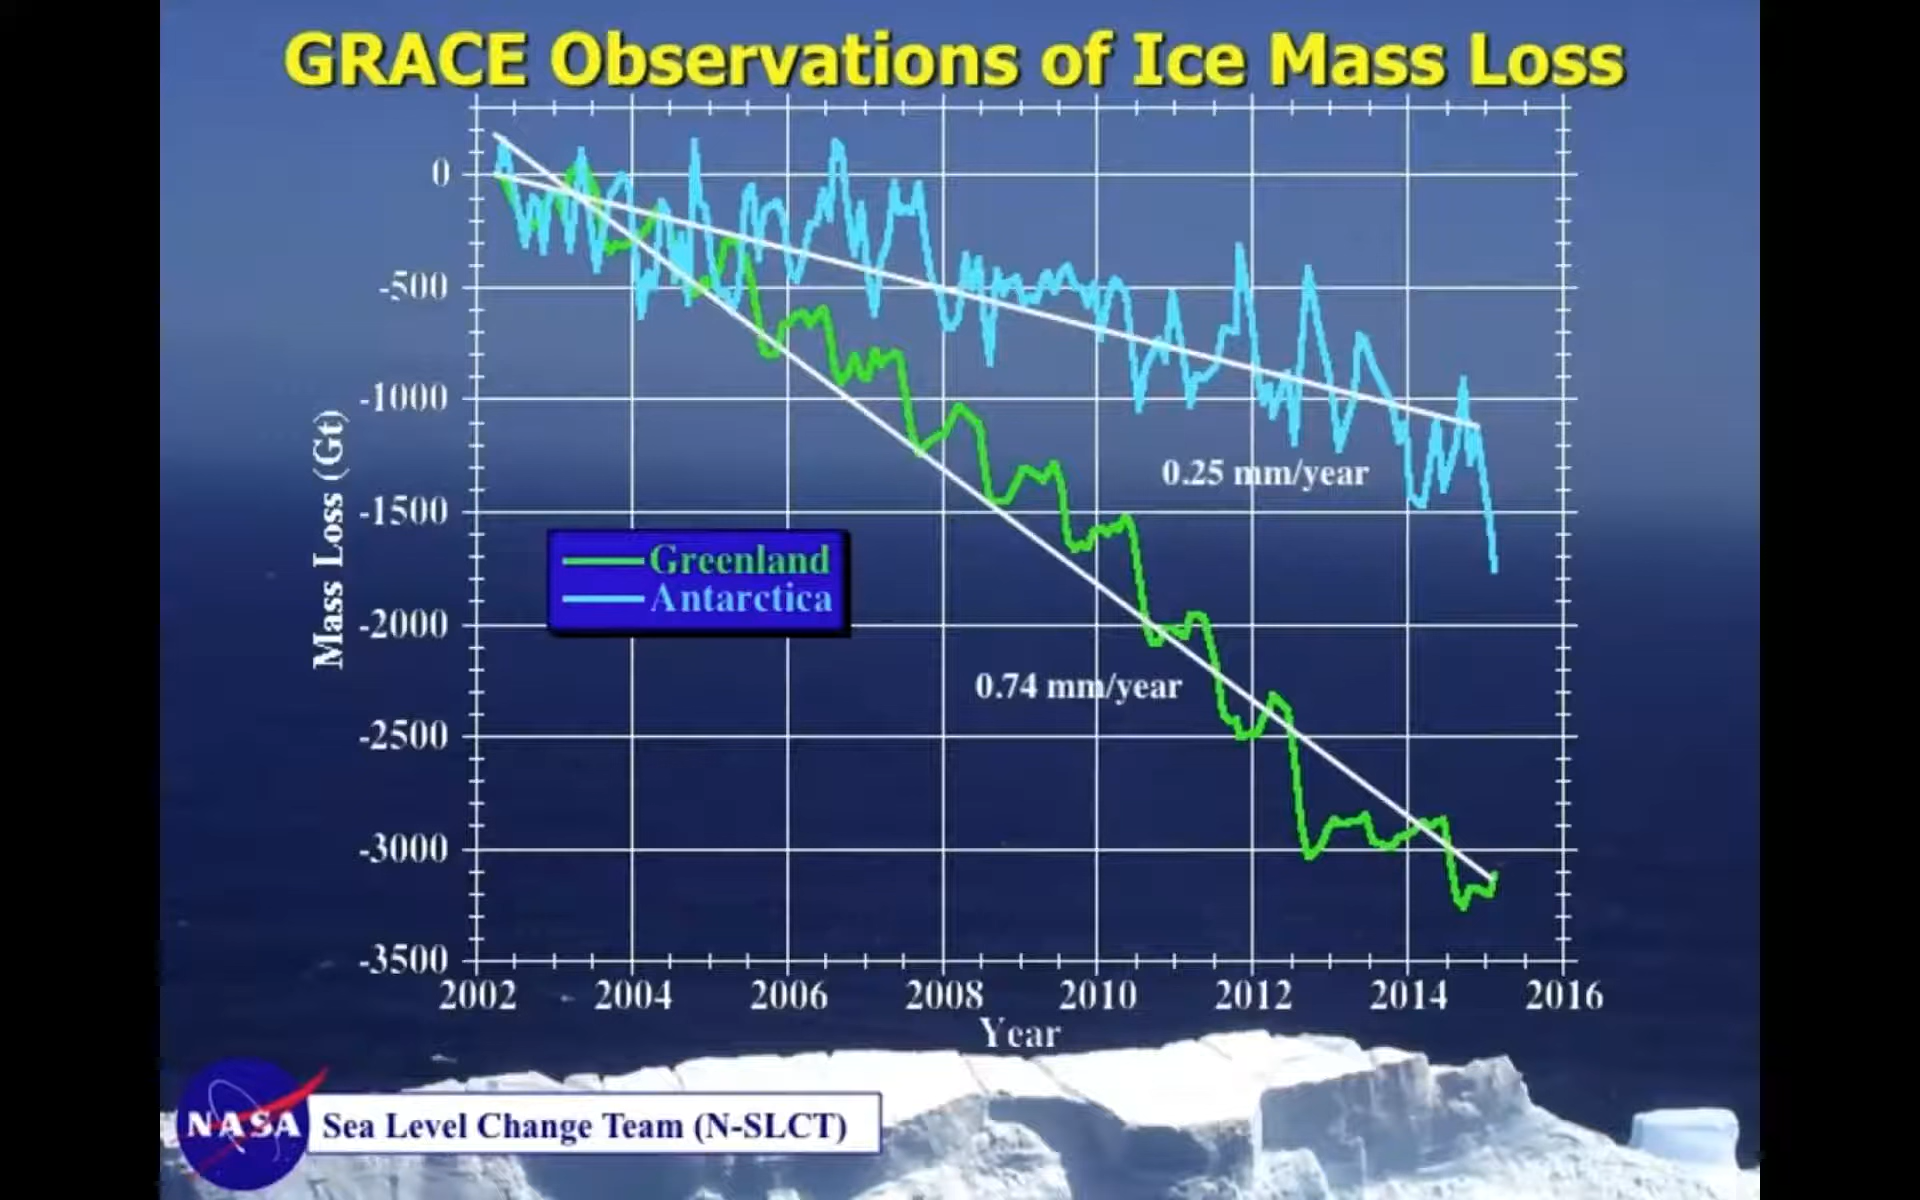 GRACE Observations of Ice Mass Loss
0
-500
-1000
-1500
-2000
-2500
-3000
-3500
Mass Loss (Gt)
0.25 mm/year
Greenland
Antarctica
0.74 mm/year
2002 2004 2006 2008 2010 2012 2014 2016
Year
NASA
Sea Level Change Team (N-SLCT)